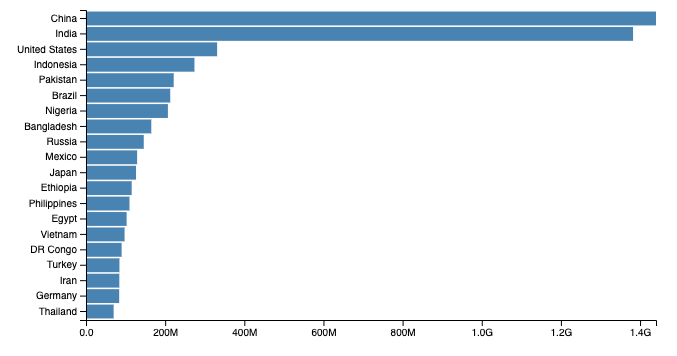 China
India
United States
Indonesia
Pakistan
Brazil
Nigeria
Bangladesh
Russia
Mexico
Japan
Ethiopia
Philippines
Egypt
Vietnam
DR Congo
Turkey
Iran
Germany
Thailand
0.0 200M 400M 600M 800M 1.0G 1.2G 1.4G